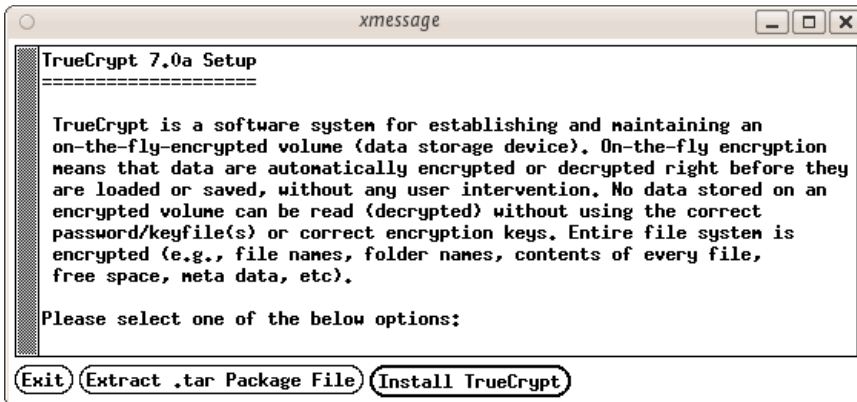 xmessage
TrueCrypt 7.0a Setup
====================
TrueCrypt is a software system for establishing and maintaining an
on-the-fly-encrypted volume (data storage device). On-the-fly encryption
means that data are automatically encrypted or decrypted right before they
are loaded or saved, without any user intervention. No data stored on an
encrypted volume can be read (decrypted) without using the correct
password/keyfile(s) or correct encryption keys. Entire file system is
encrypted (e.g., file names, folder names, contents of every file,
free space, meta data, etc).
Please select one of the below options:
Exit Extract .tar Package File Install TrueCrypt